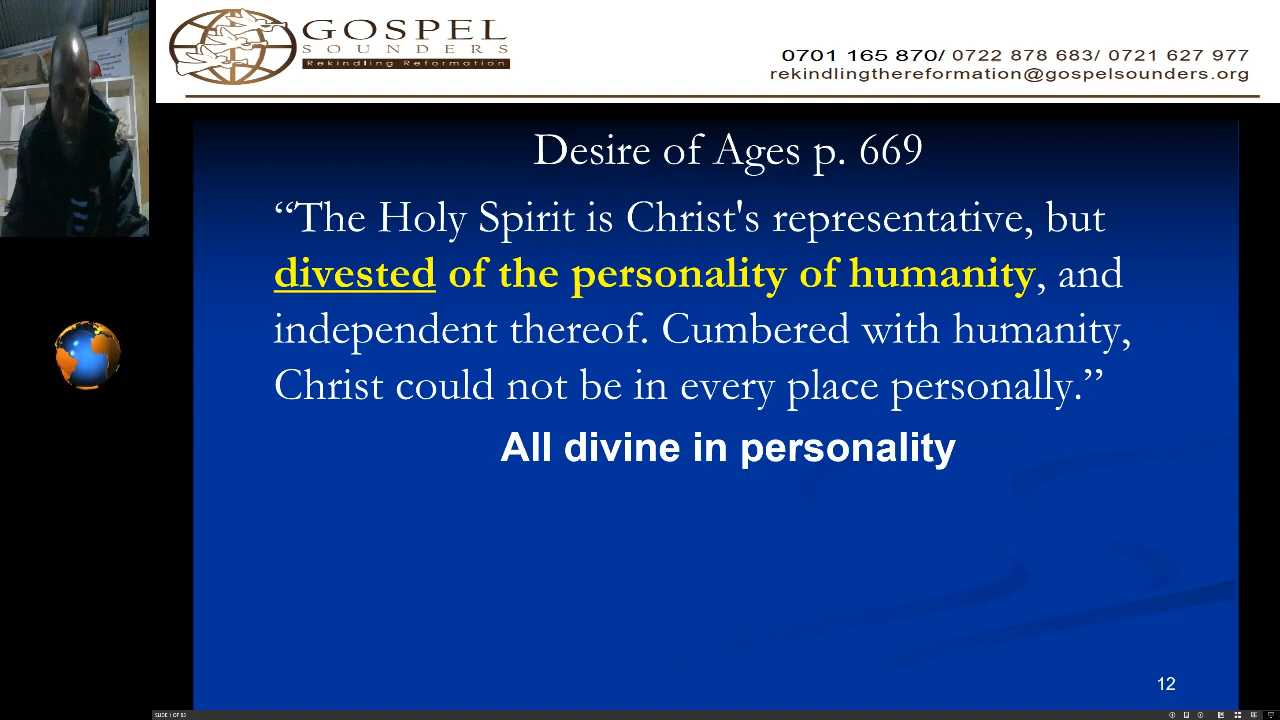 GOSPEL
SOUNDERS
Rekindling Reformation
0701 165 870/ 0722 878 683/ 0721 627 977
rekindlingthereformation@gospelsounders.org
Desire of Ages p. 669
“The Holy Spirit is Christ's representative, but
divested of the personality of humanity, and
independent thereof. Cumbered with humanity,
Christ could not be in every place personally.”
All divine in personality
12